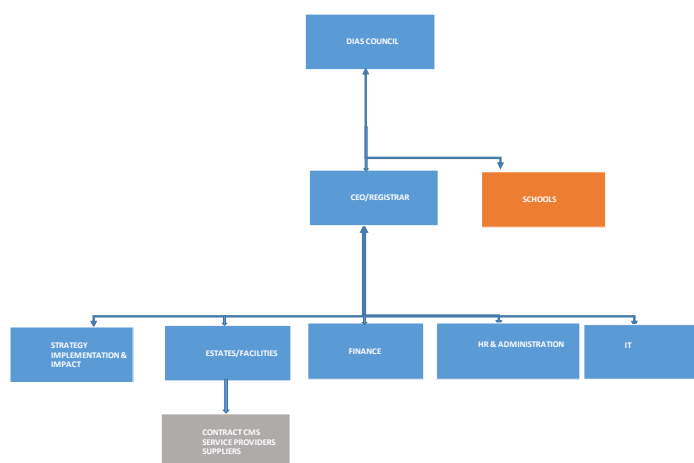 DIAS COUNCIL
CEO/REGISTRAR
SCHOOLS
STRATEGY
IMPLEMENTATION &
IMPACT
ESTATES/FACILITIES
FINANCE
HR & ADMINISTRATION
IT
CONTRACT CMS
SERVICE PROVIDERS
SUPPLIERS